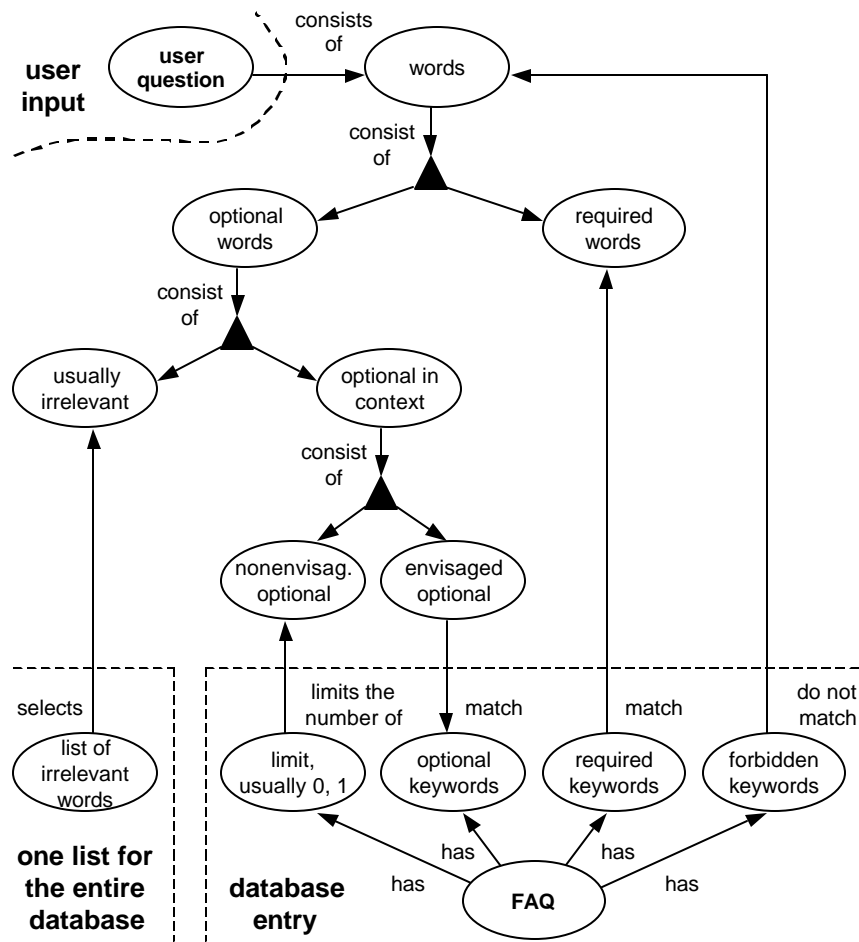 consists
of
user
question
words
user
input
consist
of
optional
words
required
words
consist
of
usually
irrelevant
optional in
context
consist
of
nonenvisag.
optional
envisaged
optional
selects
limits the
number of
match
match
do not
match
list of
irrelevant
words
limit,
usually 0, 1
optional
keywords
required
keywords
forbidden
keywords
one list for
the entire
database
database
entry
has
has
has
has
FAQ